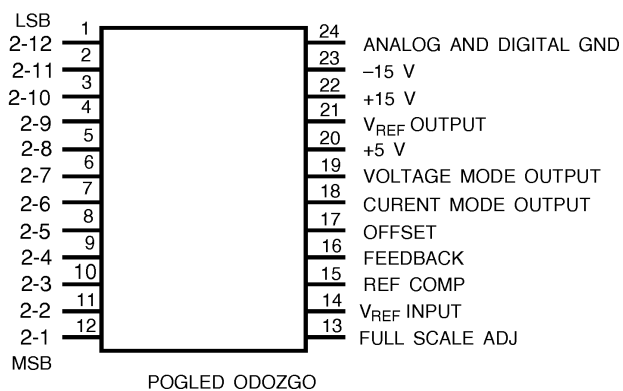 LSB
2-12 1
2-11 2
2-10 3
2-9 4
2-8 5
2-7 6
2-6 7
2-5 8
2-4 9
2-3 10
2-2 11
2-1 12
MSB
24 ANALOG AND DIGITAL GND
23 –15 V
22 +15 V
21 VREF OUTPUT
20 +5 V
19 VOLTAGE MODE OUTPUT
18 CURENT MODE OUTPUT
17 OFFSET
16 FEEDBACK
15 REF COMP
14 VREF INPUT
13 FULL SCALE ADJ
POGLED ODOZGO